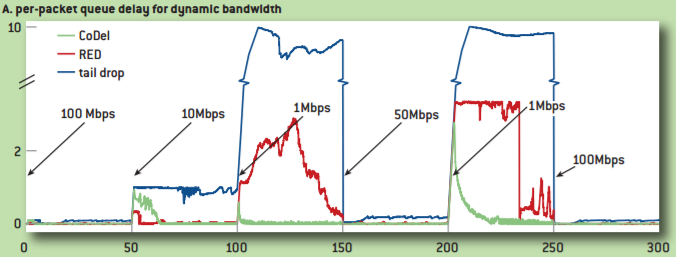 A. per-packet queue delay for dynamic bandwidth
10
CoDel
RED
tail drop
100 Mbps
10Mbps
1Mbps
50Mbps
1Mbps
100Mbps
2
0
0 50 100 150 200 250 300